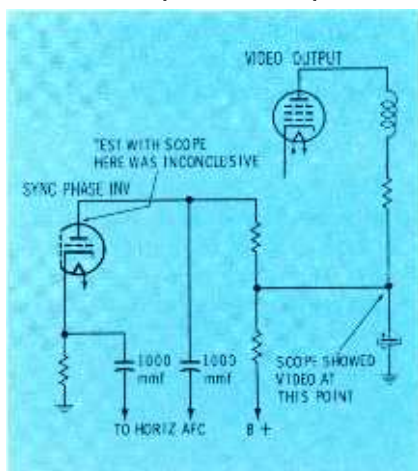 VIDEO OUTPUT
TEST WITH SCOPE
HERE WAS INCONCLUSIVE
SYNC PHASE INV
1000
mmf
1000
mmf
SCOPE SHOWED
VIDEO AT
THIS POINT
TO HORIZ AFC
B +